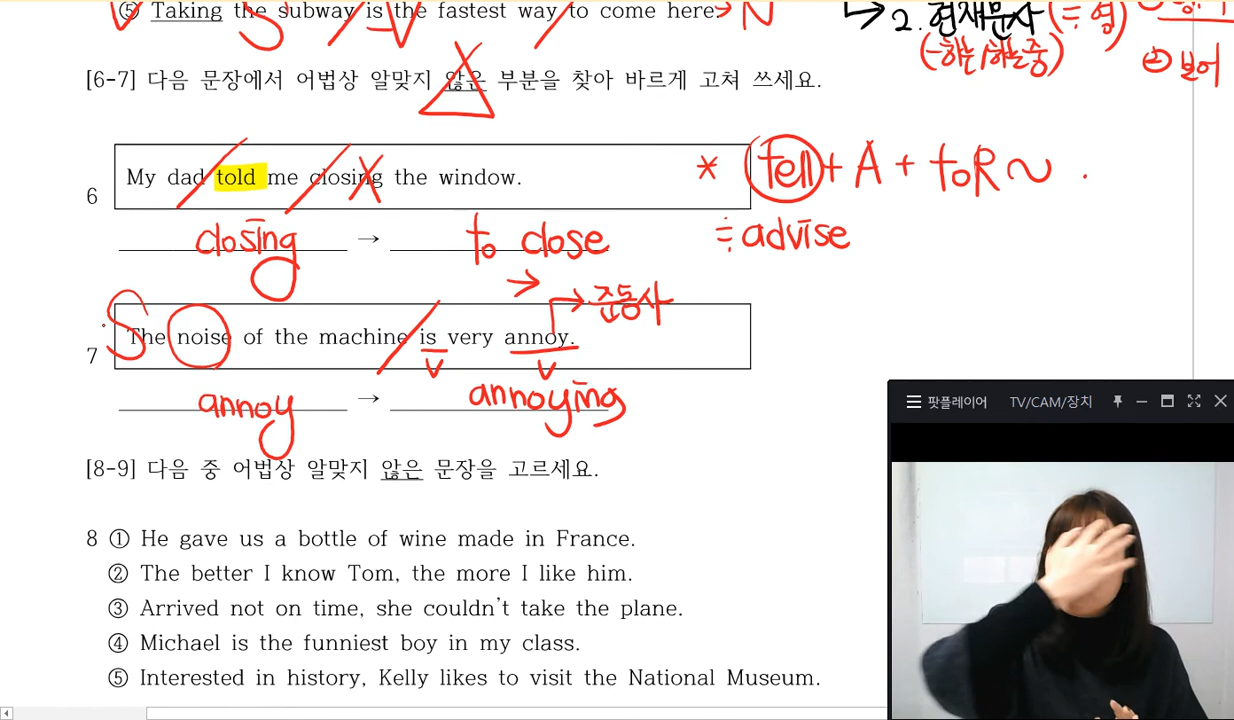 ⑤ Taking the subway is the fastest way to come here. → N
V S V
2. 현재분사 (≒ 형)
(-하는/하는중)
② 보어
[6-7] 다음 문장에서 어법상 알맞지 않은 부분을 찾아 바르게 고쳐 쓰세요.
6 My dad told me closing the window.
* tell + A + to R ~ .
closing → to close
≒ advise
→ 준동사
S
7 The noise of the machine is very annoy.
V V
annoy → annoying
[8-9] 다음 중 어법상 알맞지 않은 문장을 고르세요.
8 ① He gave us a bottle of wine made in France.
② The better I know Tom, the more I like him.
③ Arrived not on time, she couldn't take the plane.
④ Michael is the funniest boy in my class.
⑤ Interested in history, Kelly likes to visit the National Museum.
팟플레이어 TV/CAM/장치